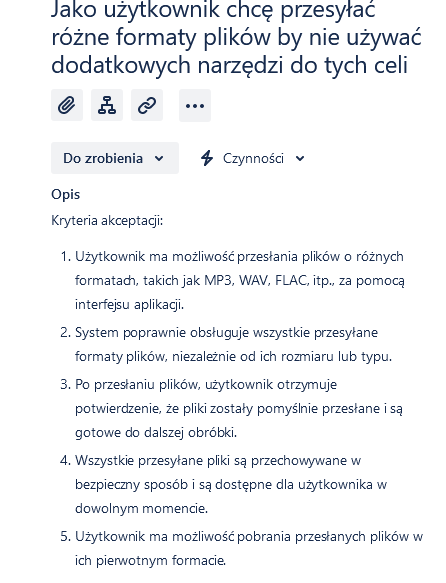 Jako użytkownik chcę przesyłać
różne formaty plików by nie używać
dodatkowych narzędzi do tych celi
Do zrobienia
Czynności
Opis
Kryteria akceptacji:
1. Użytkownik ma możliwość przesłania plików o różnych
formatach, takich jak MP3, WAV, FLAC, itp., za pomocą
interfejsu aplikacji.
2. System poprawnie obsługuje wszystkie przesyłane
formaty plików, niezależnie od ich rozmiaru lub typu.
3. Po przesłaniu plików, użytkownik otrzymuje
potwierdzenie, że pliki zostały pomyślnie przesłane i są
gotowe do dalszej obróbki.
4. Wszystkie przesyłane pliki są przechowywane w
bezpieczny sposób i są dostępne dla użytkownika w
dowolnym momencie.
5. Użytkownik ma możliwość pobrania przesłanych plików w
ich pierwotnym formacie.